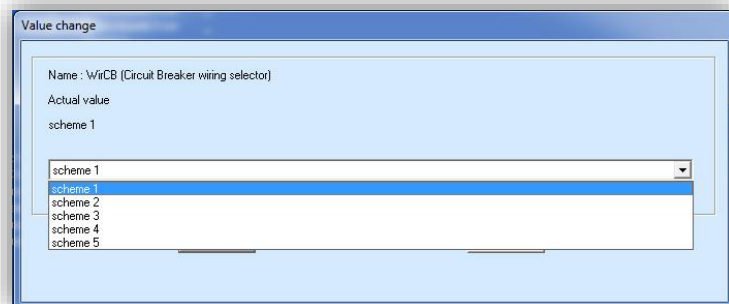 Value change
Name : WirCB (Circuit Breaker wiring selector)
Actual value
scheme 1
scheme 1
scheme 1
scheme 2
scheme 3
scheme 4
scheme 5